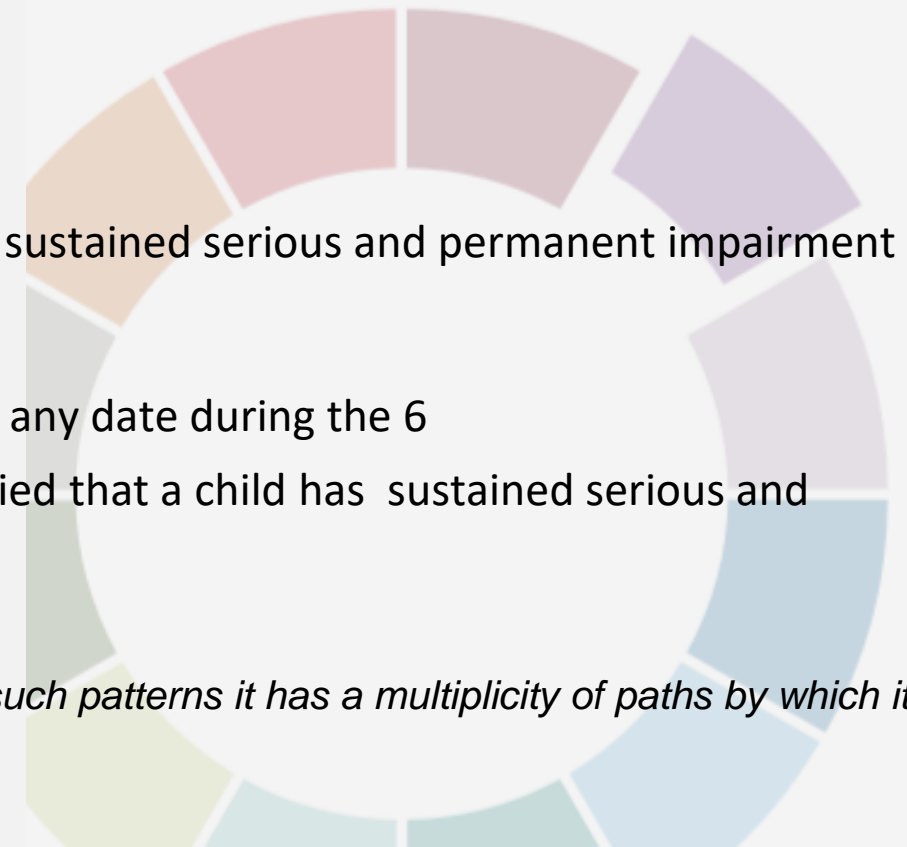 sustained serious and permanent impairment
any date during the 6
ied that a child has sustained serious and
such patterns it has a multiplicity of paths by which it